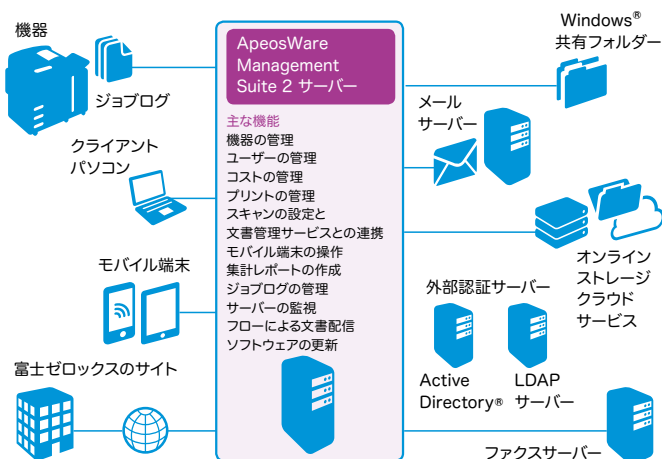 機器
ジョブログ
クライアント
パソコン
モバイル端末
富士ゼロックスのサイト
ApeosWare
Management
Suite 2 サーバー
主な機能
機器の管理
ユーザーの管理
コストの管理
プリントの管理
スキャンの設定と
文書管理サービスとの連携
モバイル端末の操作
集計レポートの作成
ジョブログの管理
サーバーの監視
フローによる文書配信
ソフトウェアの更新
Windows®
共有フォルダー
メール
サーバー
オンライン
ストレージ
クラウド
サービス
外部認証サーバー
Active
Directory®
LDAP
サーバー
ファクスサーバー